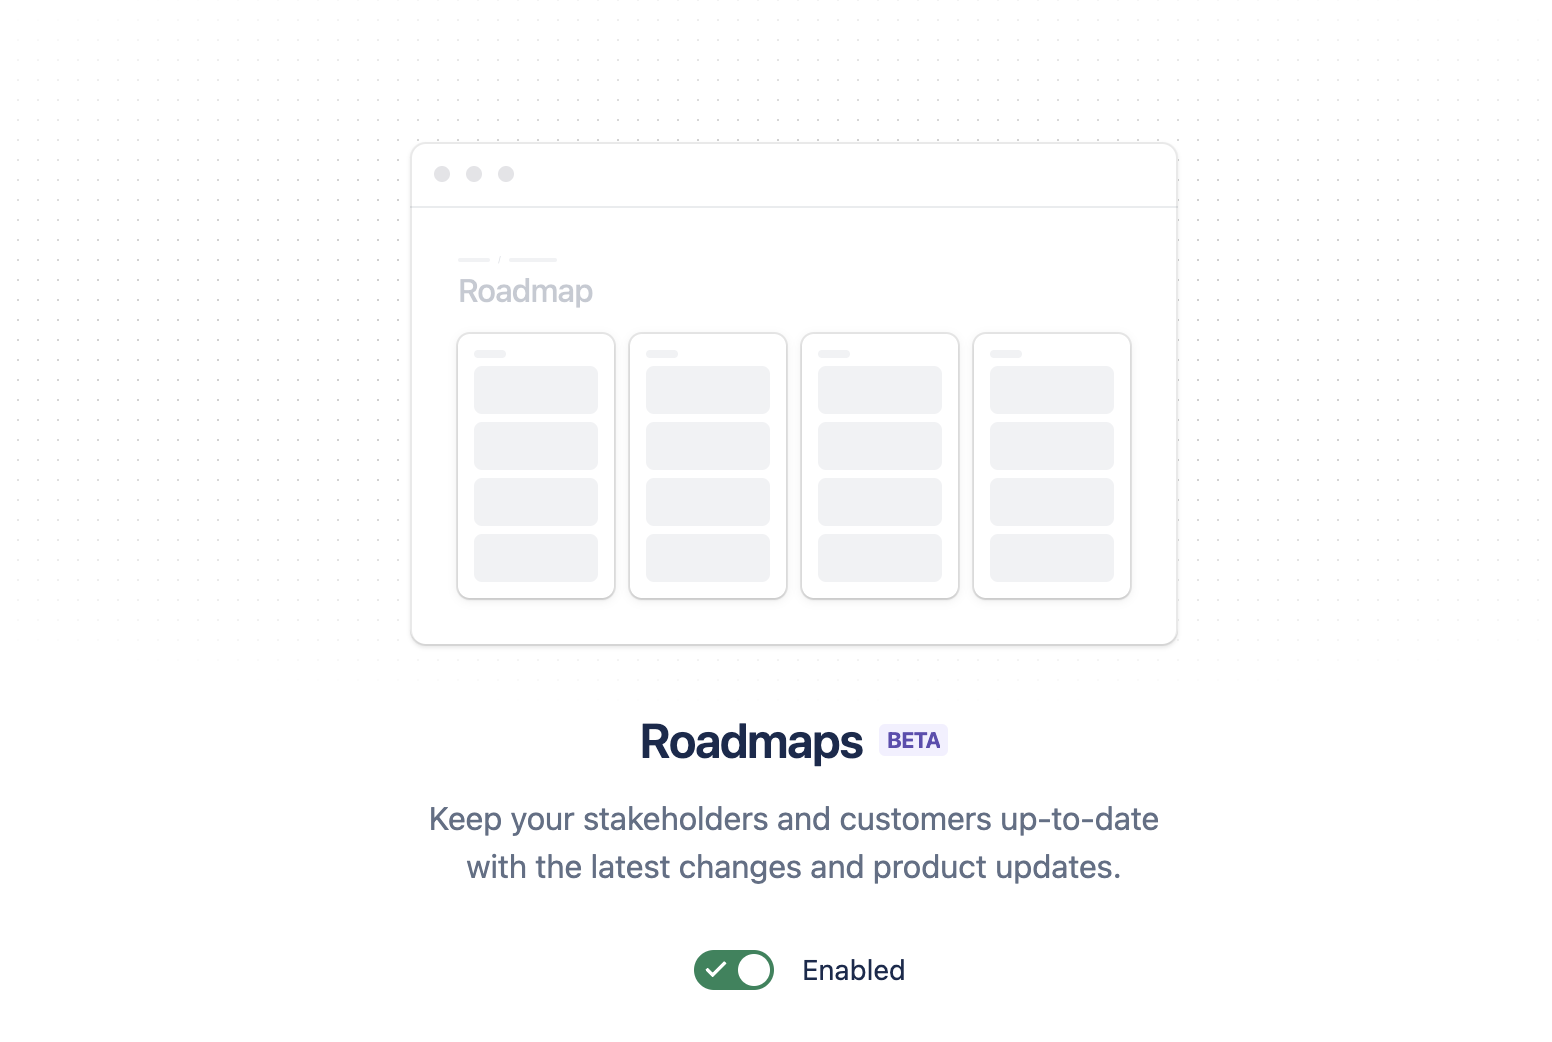 /
Roadmap
Roadmaps BETA
Keep your stakeholders and customers up-to-date
with the latest changes and product updates.
Enabled